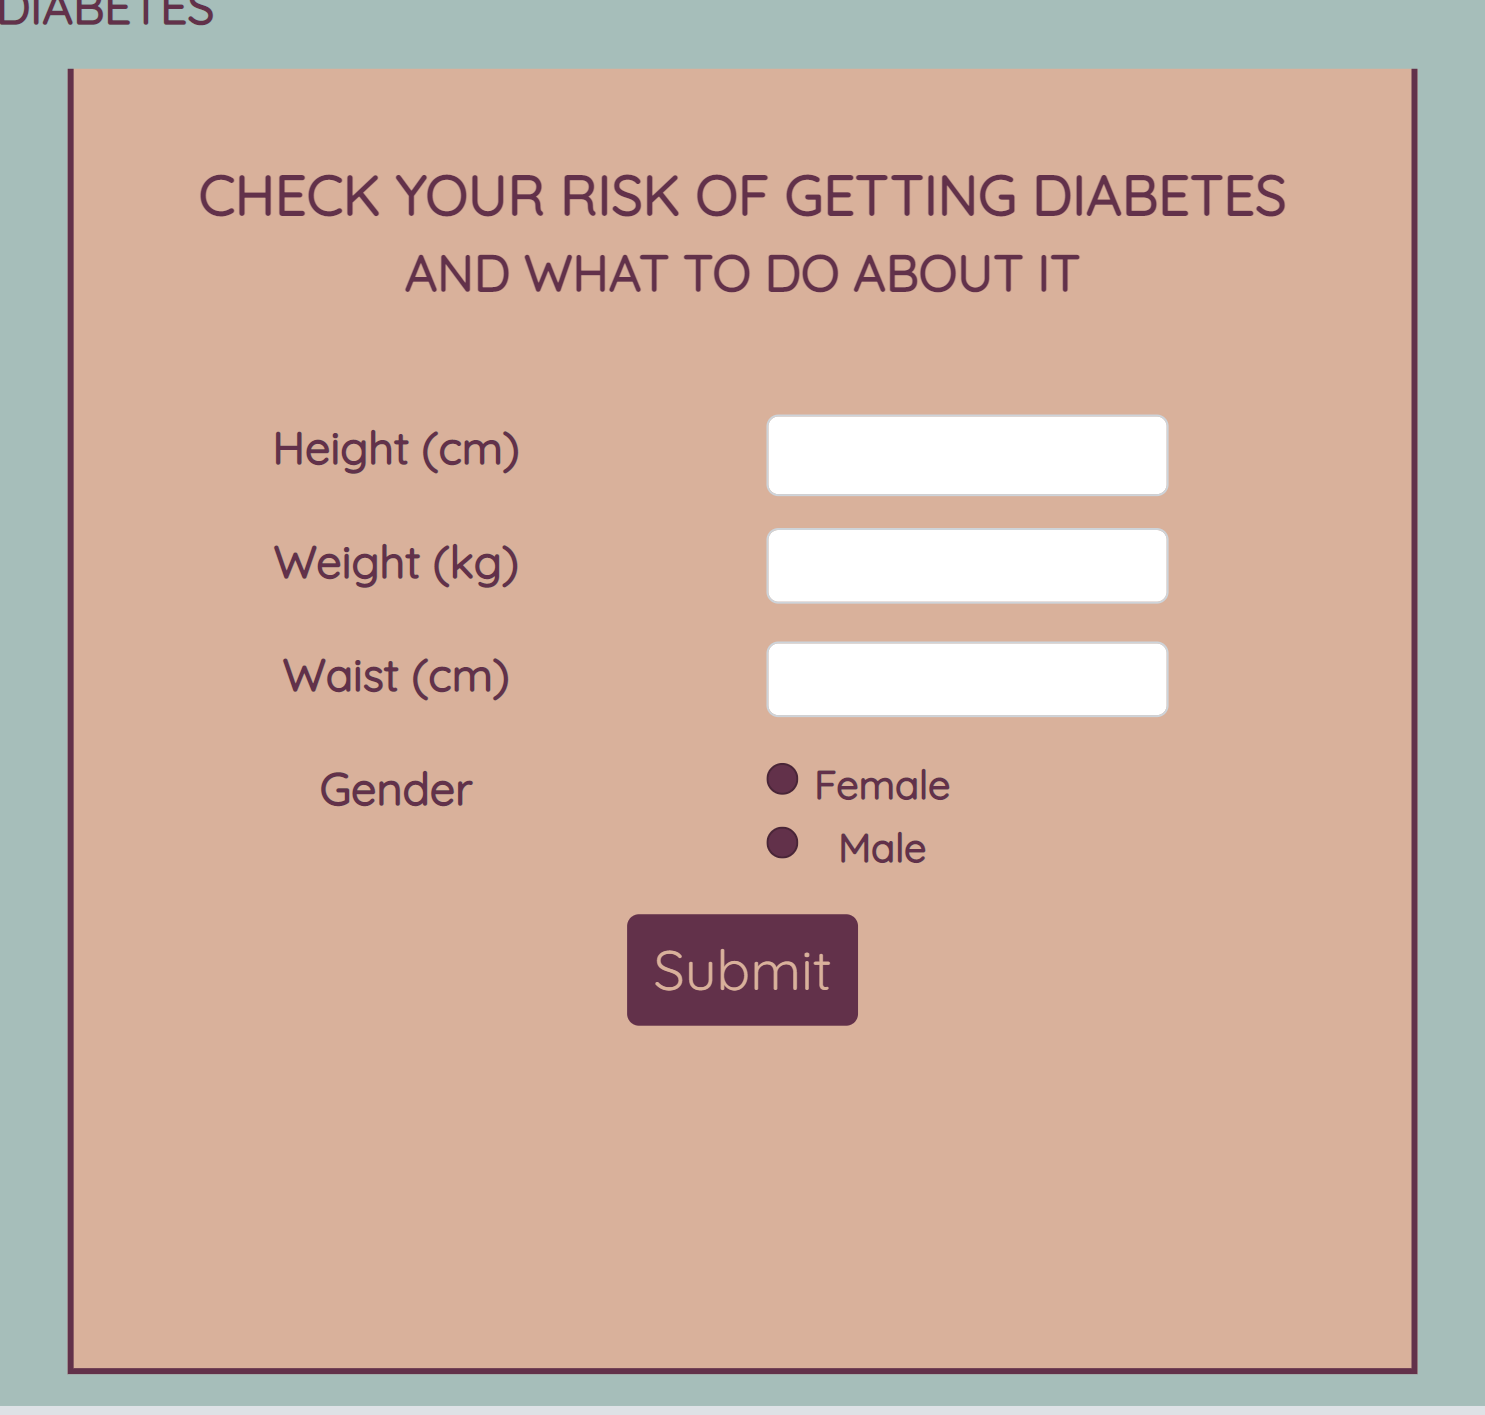 DIABETES
CHECK YOUR RISK OF GETTING DIABETES
AND WHAT TO DO ABOUT IT
Height (cm)
Weight (kg)
Waist (cm)
Gender
Female
Male
Submit